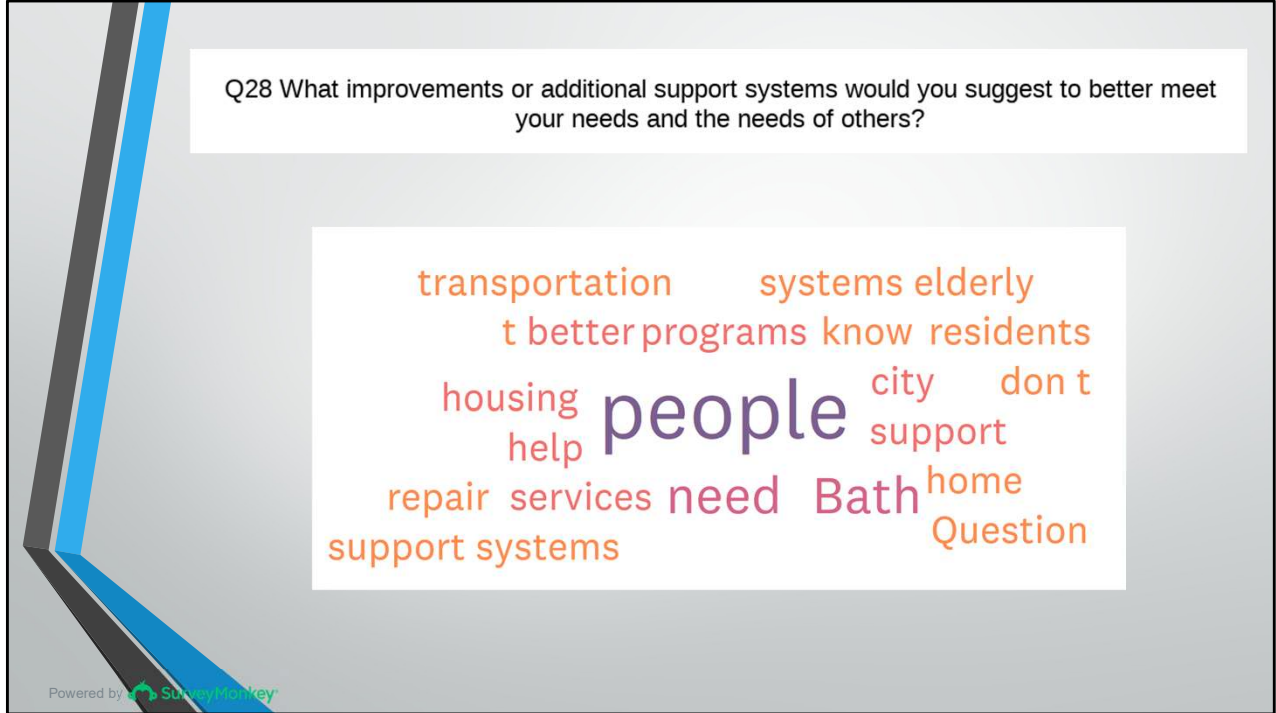 Q28 What improvements or additional support systems would you suggest to better meet
your needs and the needs of others?
transportation systems elderly
t better programs know residents
housing people city don t
help support
repair services need Bath home
support systems Question
Powered by SurveyMonkey